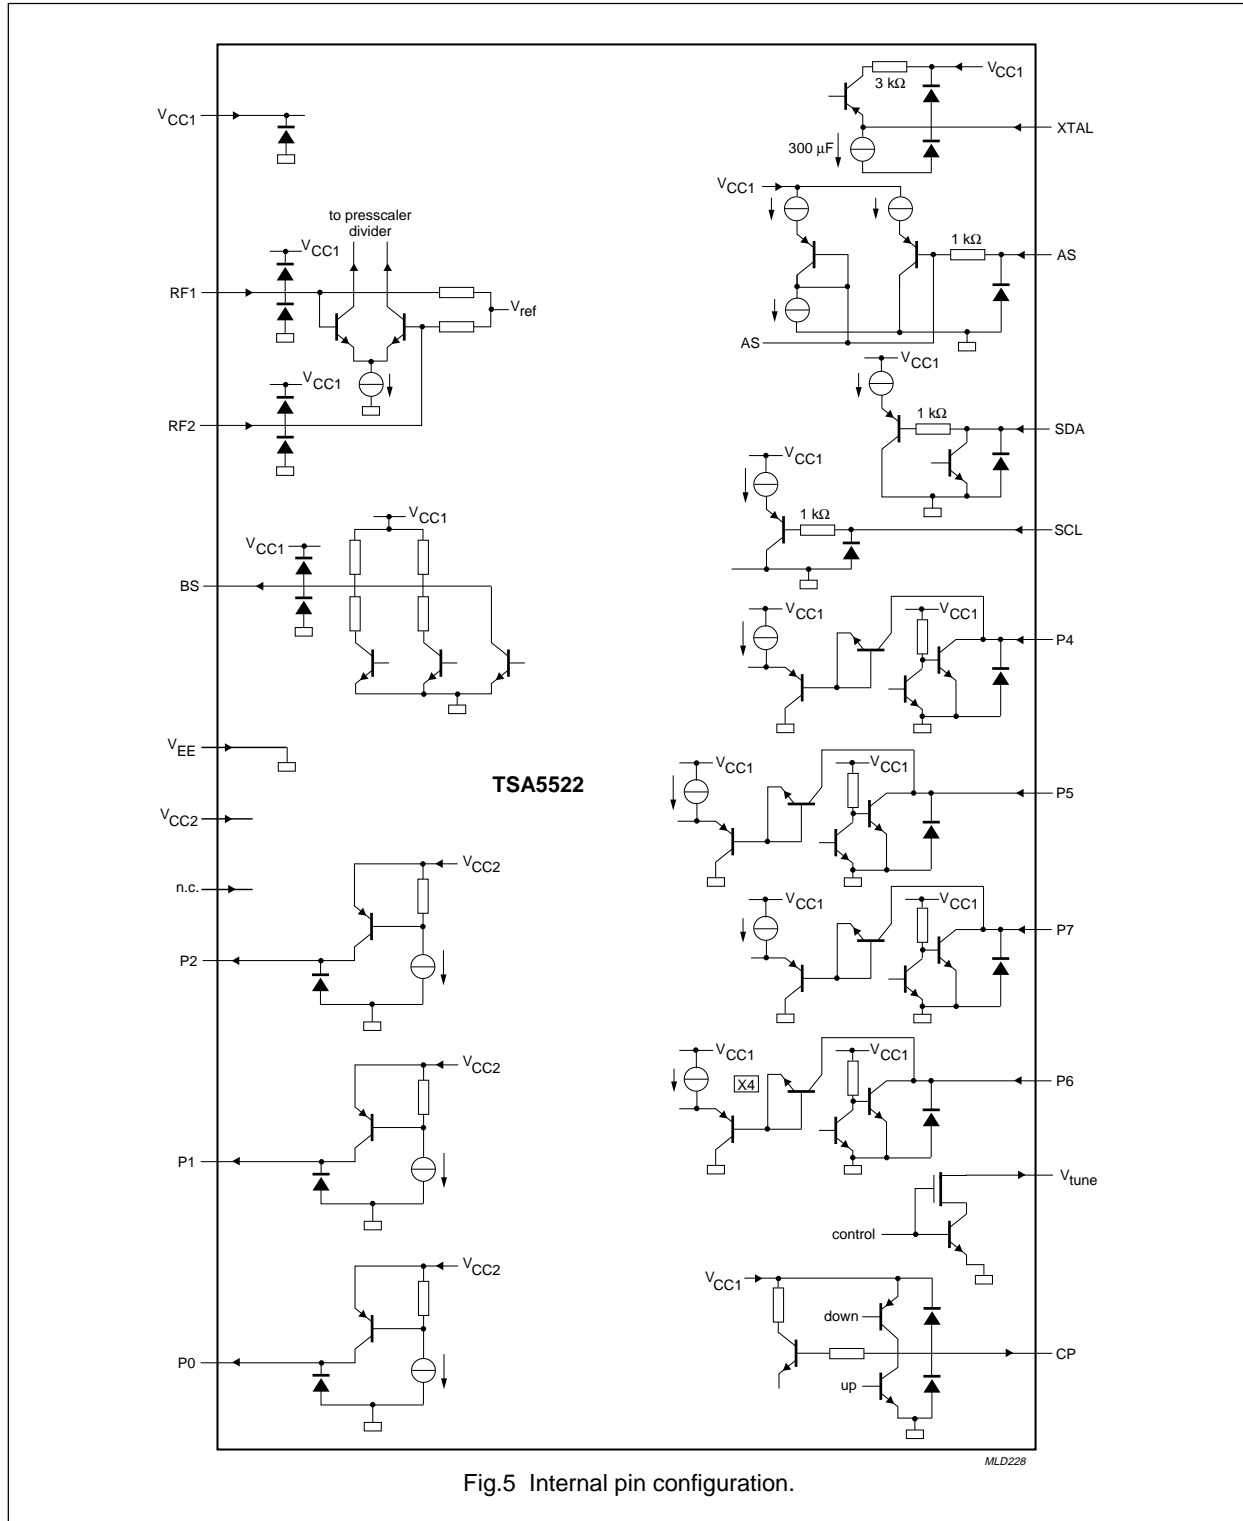 VCC1
to presscaler
divider
VCC1
RF1
Vref
VCC1
RF2
VCC1
VCC1
BS
VEE
TSA5522
VCC2
n.c.
VCC2
P2
VCC2
P1
VCC2
P0
VCC1
3 kΩ
XTAL
300 µF
VCC1
1 kΩ
AS
AS
VCC1
1 kΩ
SDA
VCC1
1 kΩ
SCL
VCC1
VCC1
P4
VCC1
VCC1
P5
VCC1
VCC1
P7
VCC1
VCC1
X4
P6
Vtune
control
VCC1
down
CP
up
MLD228
Fig.5 Internal pin configuration.